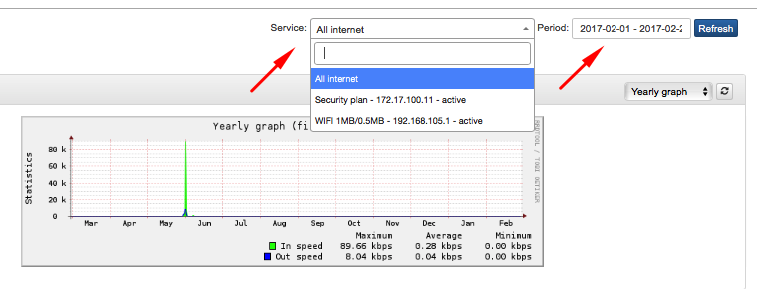 Service: All internet Period: 2017-02-01 - 2017-02-2 Refresh
All internet
Security plan - 172.17.100.11 - active
WIFI 1MB/0.5MB - 192.168.105.1 - active
Yearly graph
Yearly graph (fi
Statistics
80 k
60 k
40 k
20 k
0
Mar Apr May Jun Jul Aug Sep Oct Nov Dec Jan Feb
Maximum Average Minimum
In speed 89.66 kbps 0.28 kbps 0.00 kbps
Out speed 8.04 kbps 0.04 kbps 0.00 kbps
RRDTOOL / TOBI OETIKER